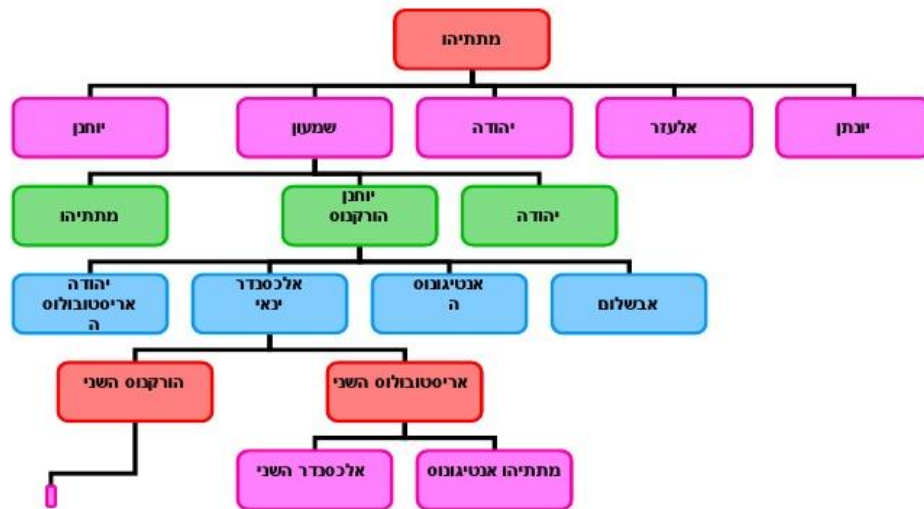 מתתיהו
יונתן
אלעזר
יהודה
שמעון
יוחנן
יהודה
יוחנן
הורקנוס
מתתיהו
אבשלום
אנטיגונוס
ה
אלכסנדר
ינאי
יהודה
אריסטובולוס
ה
אריסטובולוס השני
הורקנוס השני
מתתיהו אנטיגונוס
אלכסנדר השני